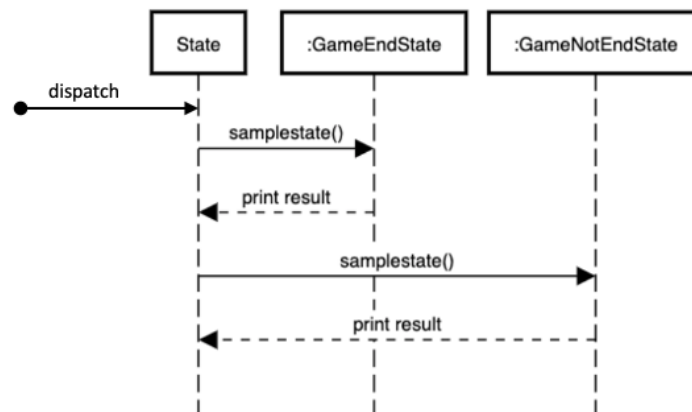 State
:GameEndState
:GameNotEndState
dispatch
samplestate()
print result
samplestate()
print result